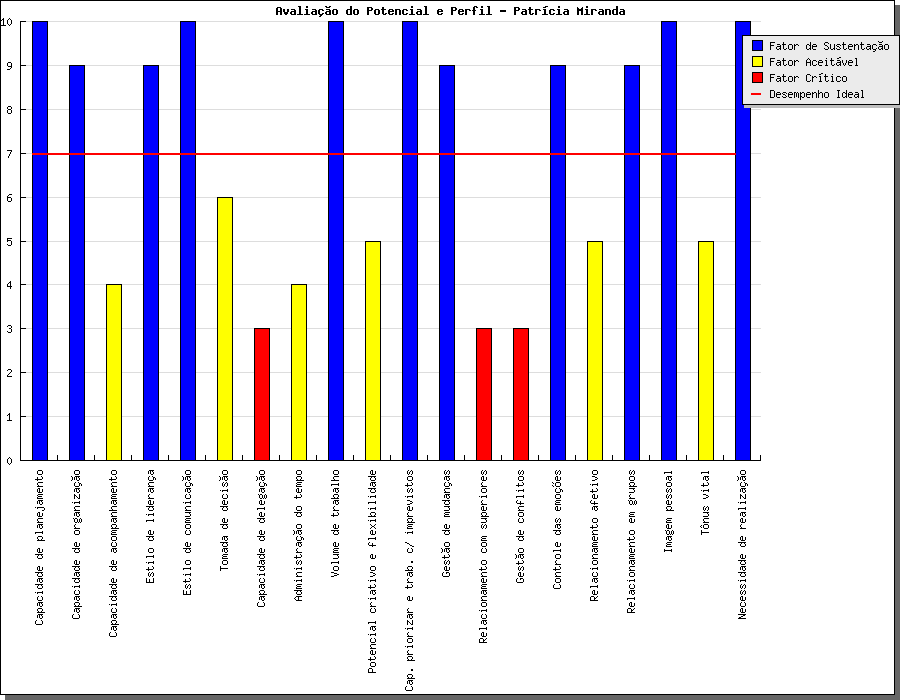 Avaliação do Potencial e Perfil - Patrícia Miranda
Fator de Sustentação
Fator Aceitável
Fator Crítico
Desempenho Ideal
10
9
8
7
6
5
4
3
2
1
0
Capacidade de planejamento
Capacidade de organização
Capacidade de acompanhamento
Estilo de liderança
Estilo de comunicação
Tomada de decisão
Capacidade de delegação
Administração do tempo
Volume de trabalho
Potencial criativo e flexibilidade
Cap. priorizar e trab. c/ imprevistos
Gestão de mudanças
Relacionamento com superiores
Gestão de conflitos
Controle das emoções
Relacionamento afetivo
Relacionamento em grupos
Imagem pessoal
Tônus vital
Necessidade de realização